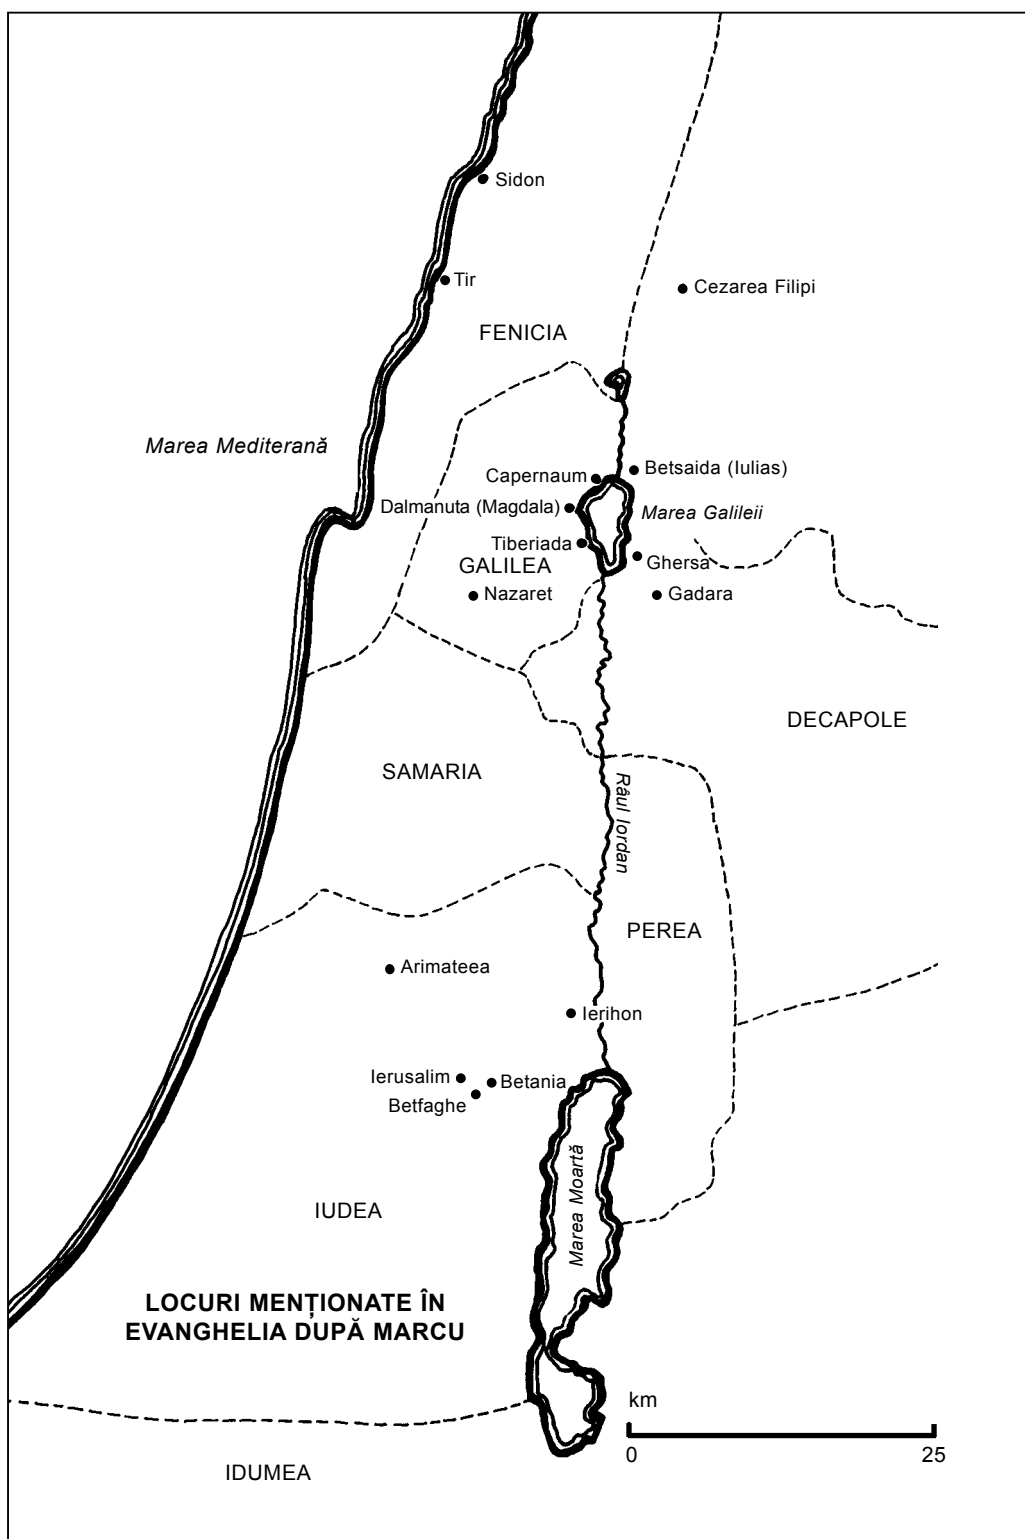 Sidon
Tir
Cezarea Filipi
FENICIA
Marea Mediterană
Capernaum
Betsaida (Iulias)
Dalmanuta (Magdala)
Marea Galileii
Tiberiada
GALILEA
Ghersa
Nazaret
Gadara
DECAPOLE
SAMARIA
Râul Iordan
PEREA
Arimateea
Ierihon
Ierusalim
Betania
Betfaghe
Marea Moartă
IUDEA
LOCURI MENȚIONATE ÎN
EVANGHELIA DUPĂ MARCU
km
0
25
IDUMEA